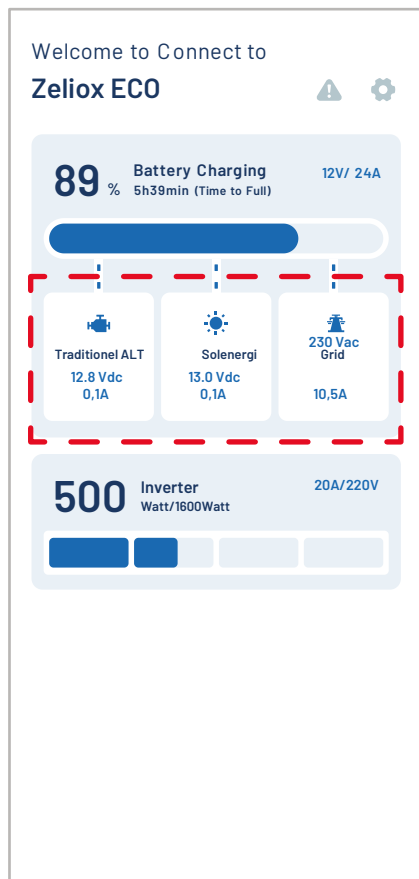 Welcome to Connect to
Zeliox ECO
89 % Battery Charging 12V/ 24A
5h39min (Time to Full)
Traditionel ALT
12.8 Vdc
0,1A
Solenergi
13.0 Vdc
0,1A
230 Vac
Grid
10,5A
500 Inverter 20A/220V
Watt/1600Watt